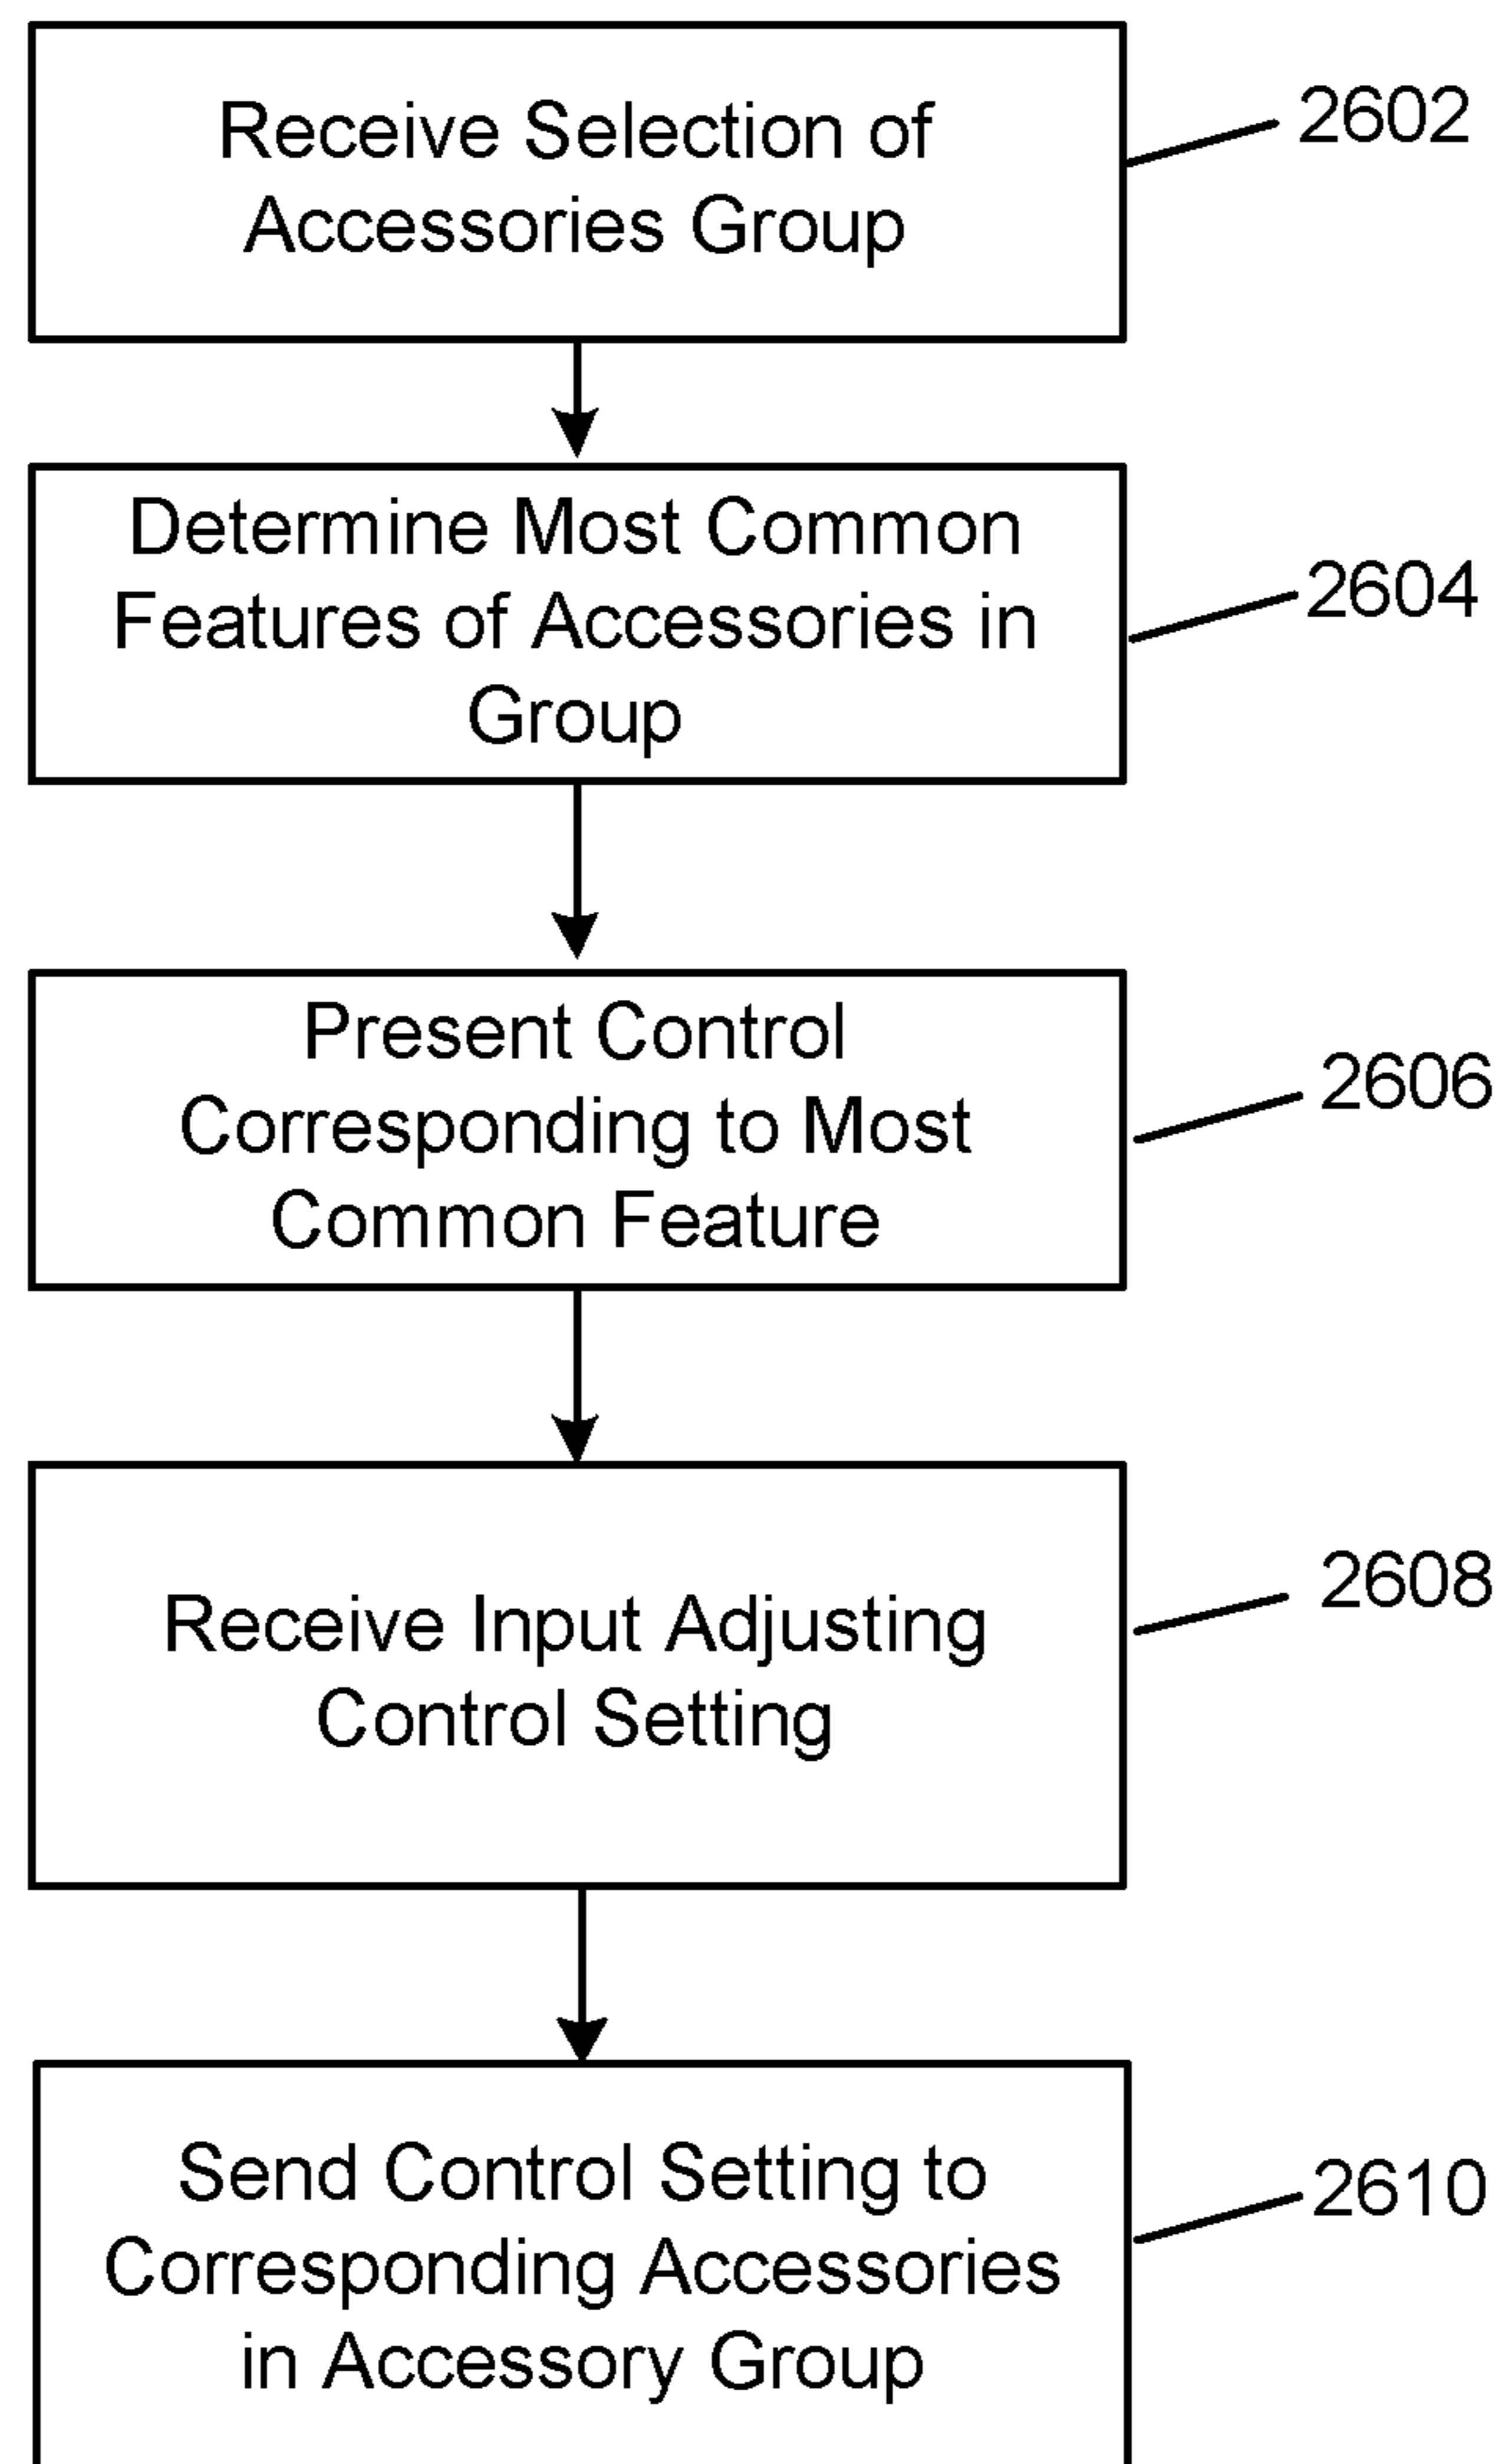 Receive Selection of
Accessories Group
2602
Determine Most Common
Features of Accessories in
Group
2604
Present Control
Corresponding to Most
Common Feature
2606
Receive Input Adjusting
Control Setting
2608
Send Control Setting to
Corresponding Accessories
in Accessory Group
2610